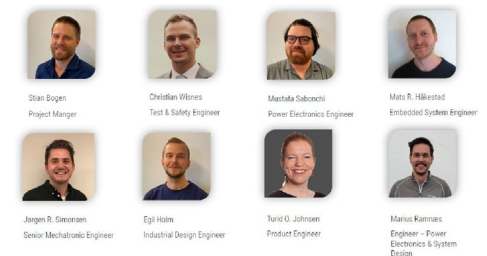 Stian Bogen
Project Manger
Christian Wisnes
Test & Safety Engineer
Mustafa Sabonchi
Power Electronics Engineer
Mats R. Håkestad
Embedded System Engineer
Jørgen R. Simonsen
Senior Mechatronic Engineer
Egil Holm
Industrial Design Engineer
Turid O. Johnsen
Product Engineer
Marius Ramnæs
Engineer – Power
Electronics & System
Design